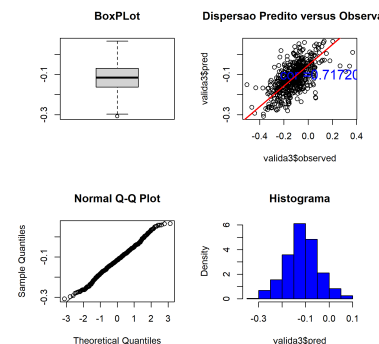 BoxPLot
Dispersao Predito versus Observa
-0.1
-0.3
valida3$pred
-0.1
-0.3
0.7172
-0.4 -0.2 0.0 0.2 0.4
valida3$observed
Normal Q-Q Plot
Sample Quantiles
-0.1
-0.3
-3 -2 -1 0 1 2 3
Theoretical Quantiles
Histograma
Density
0 2 4 6
-0.3 -0.1 0.1
valida3$pred